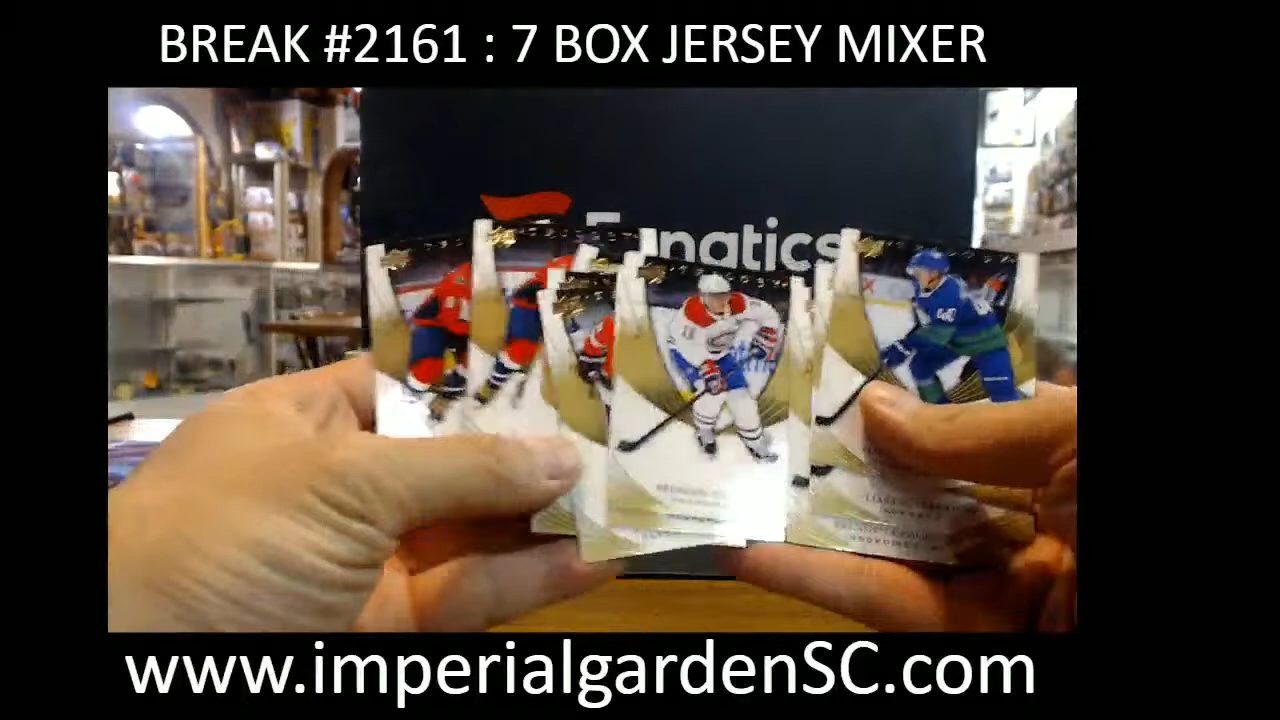 BREAK #2161 : 7 BOX JERSEY MIXER
Fanatics
www.imperialgardenSC.com